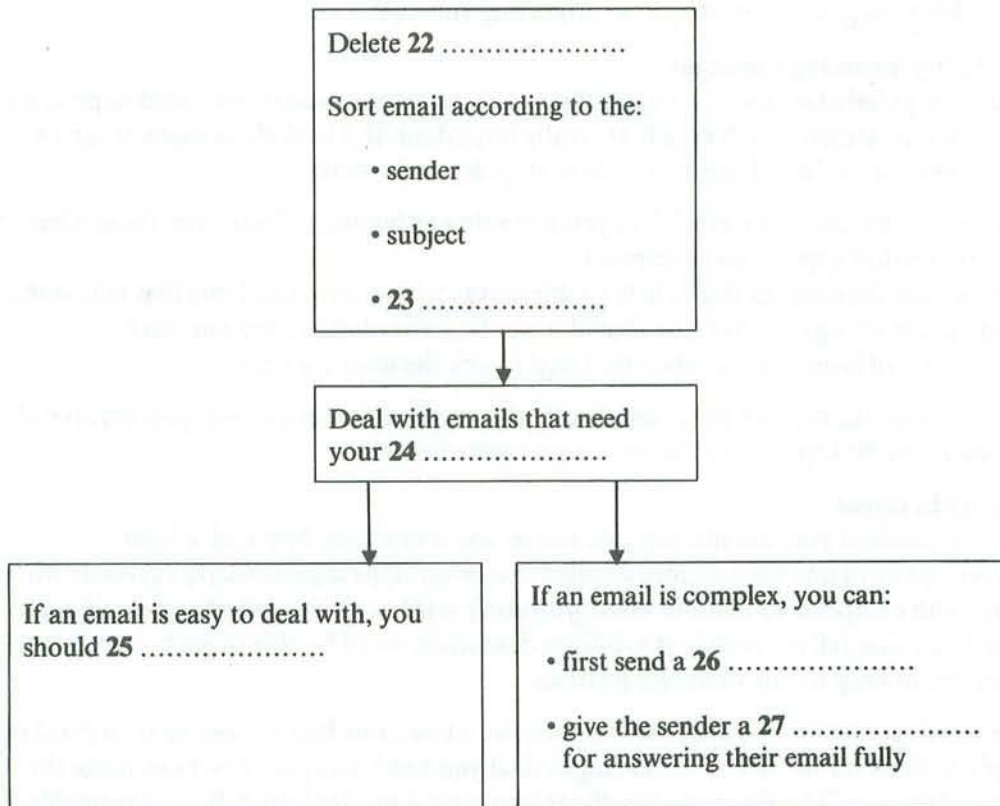 Delete 22 ........................
Sort email according to the:
• sender
• subject
• 23 ........................
Deal with emails that need
your 24 ........................
If an email is easy to deal with, you
should 25 ........................
If an email is complex, you can:
• first send a 26 ........................
• give the sender a 27 ........................
for answering their email fully